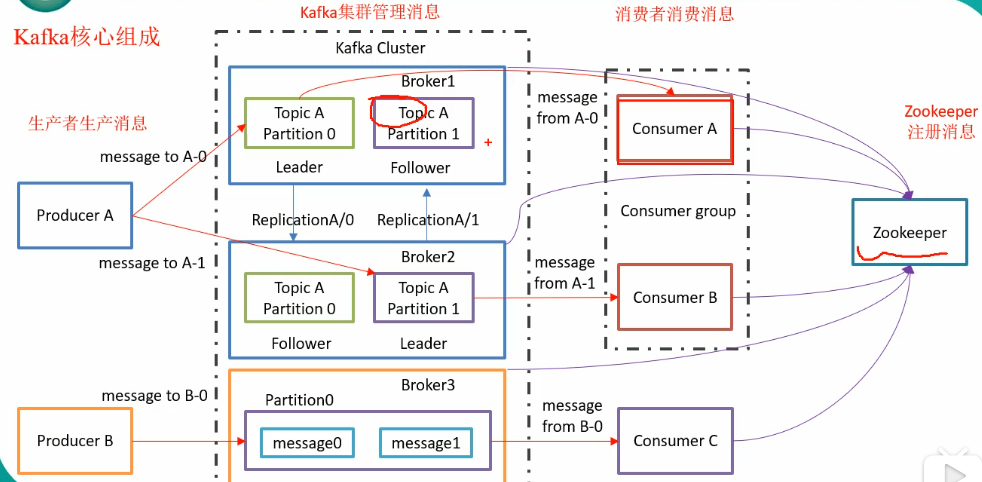 Kafka核心组成
Kafka集群管理消息
消费者消费消息
Kafka Cluster
Broker1
Topic A
Partition 0
Topic A
Partition 1
Leader
Follower
生产者生产消息
message to A-0
Producer A
message to A-1
ReplicationA/0
ReplicationA/1
Broker2
Topic A
Partition 0
Topic A
Partition 1
Follower
Leader
message
from A-0
Consumer A
Consumer group
message
from A-1
Consumer B
Zookeeper
注册消息
Zookeeper
message to B-0
Producer B
Broker3
Partition0
message0
message1
message
from B-0
Consumer C